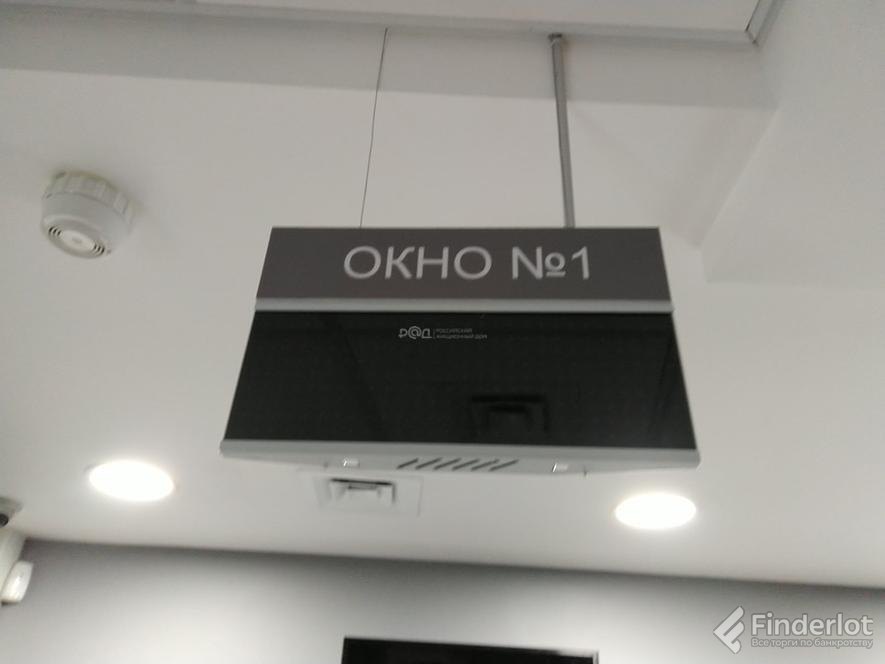 ОКНО №1
РАД РОССИЙСКИЙ
АУКЦИОННЫЙ ДОМ
Finderlot
Все торги по банкротству